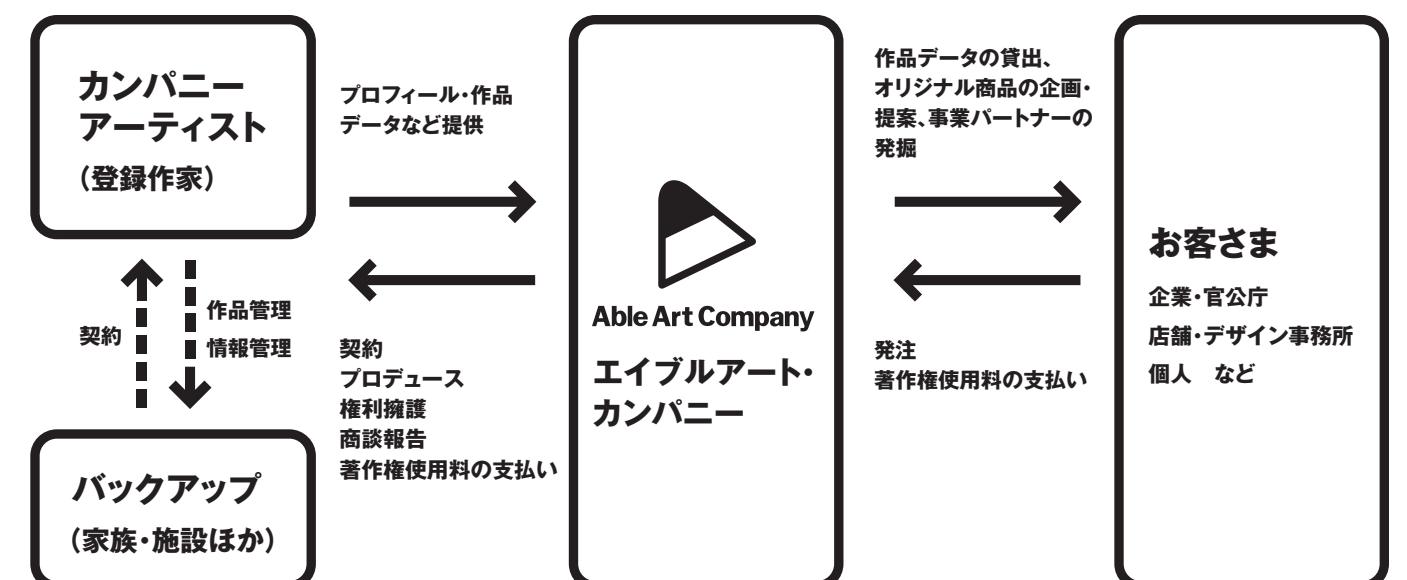 カンパニー
アーティスト
（登録作家）
プロフィール・作品
データなど提供
契約
作品管理
情報管理
契約
プロデュース
権利擁護
商談報告
著作権使用料の支払い
バックアップ
（家族・施設ほか）
Able Art Company
エイブルアート・
カンパニー
作品データの貸出、
オリジナル商品の企画・
提案、事業パートナーの
発掘
発注
著作権使用料の支払い
お客さま
企業・官公庁
店舗・デザイン事務所
個人　など